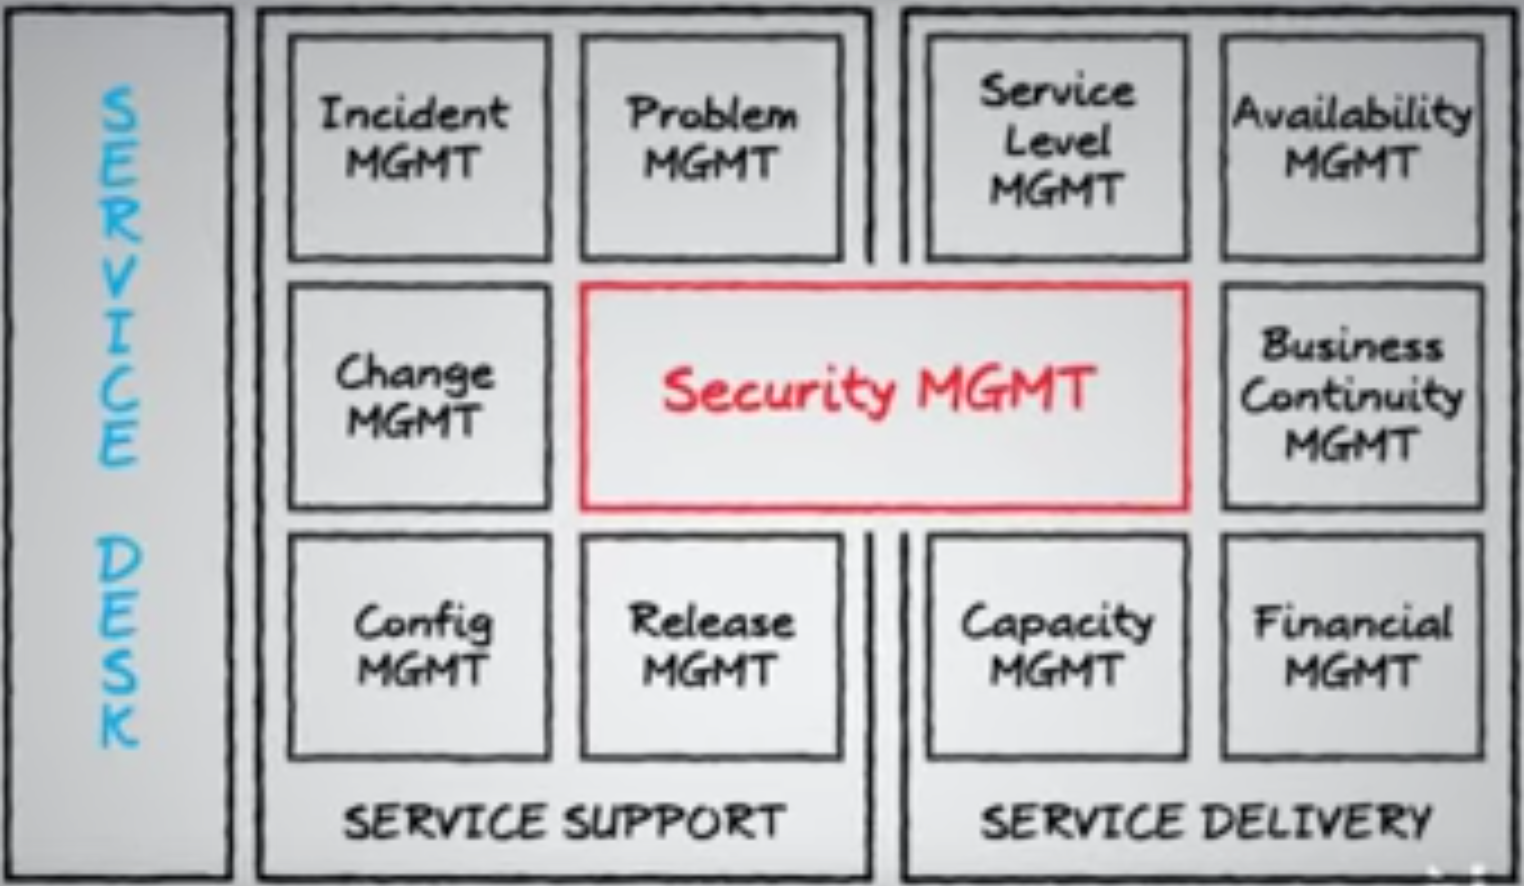 SERVICE DESK
Incident
MGMT
Problem
MGMT
Service
Level
MGMT
Availability
MGMT
Change
MGMT
Security MGMT
Business
Continuity
MGMT
Config
MGMT
Release
MGMT
Capacity
MGMT
Financial
MGMT
SERVICE SUPPORT
SERVICE DELIVERY